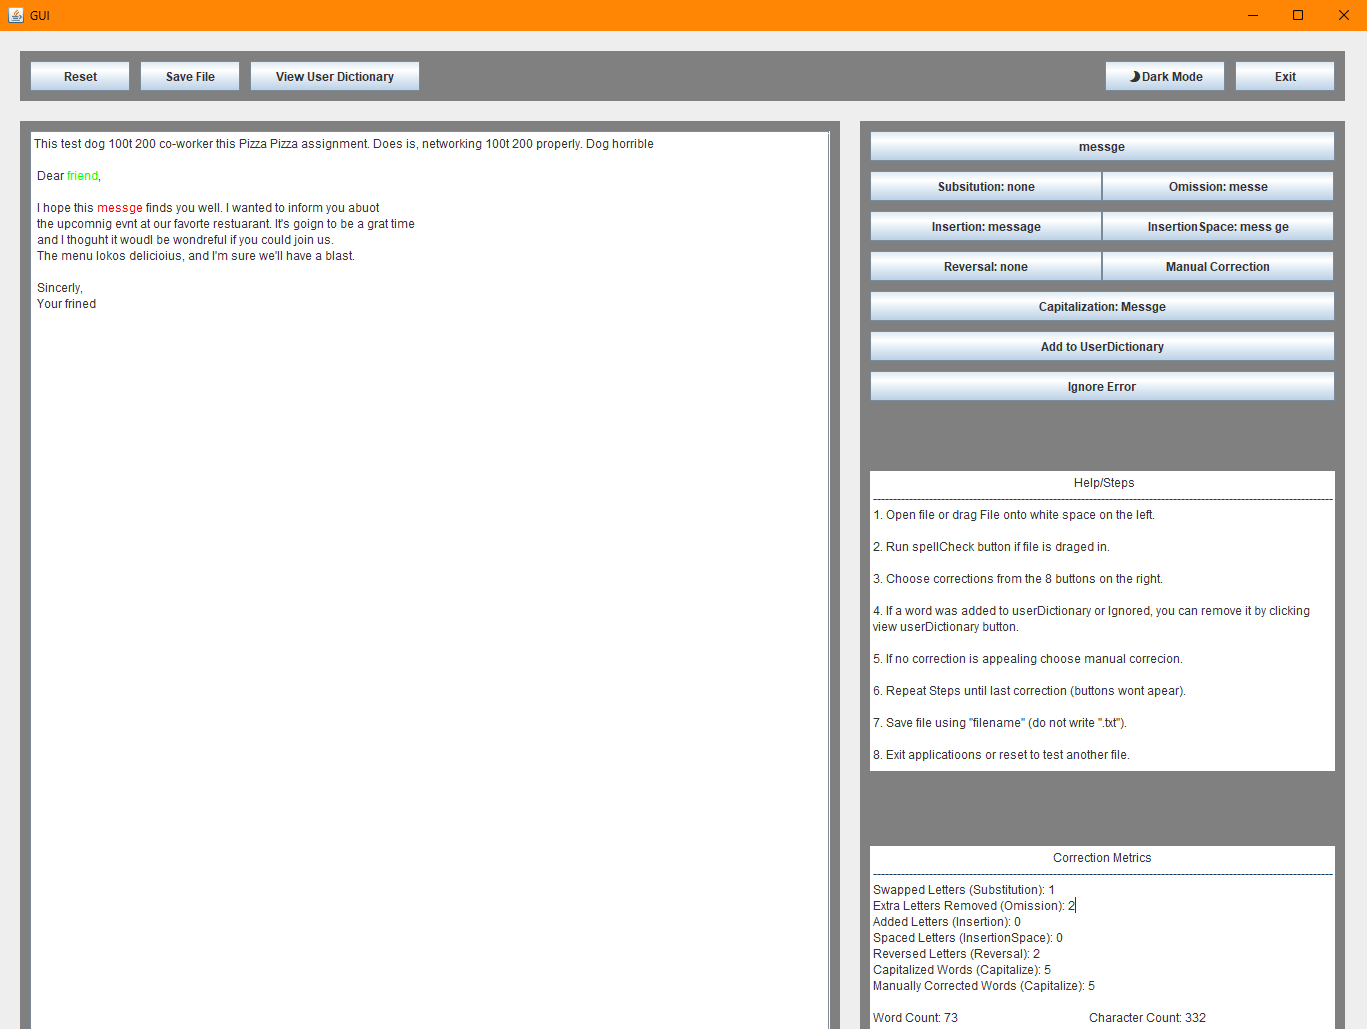 GUI
Reset Save File View User Dictionary Dark Mode Exit
This test dog 100t 200 co-worker this Pizza Pizza assignment. Does is, networking 100t 200 properly. Dog horrible
Dear friend,
I hope this messge finds you well. I wanted to inform you abuot
the upcomnig evnt at our favorte restuarant. It's goign to be a grat time
and I thoguht it woudl be wondreful if you could join us.
The menu lokos delicioius, and I'm sure we'll have a blast.
Sincerly,
Your frined
messge
Subsitution: none Omission: messe
Insertion: message InsertionSpace: mess ge
Reversal: none Manual Correction
Capitalization: Messge
Add to UserDictionary
Ignore Error
Help/Steps
1. Open file or drag File onto white space on the left.
2. Run spellCheck button if file is draged in.
3. Choose corrections from the 8 buttons on the right.
4. If a word was added to userDictionary or Ignored, you can remove it by clicking
view userDictionary button.
5. If no correction is appealing choose manual correcion.
6. Repeat Steps until last correction (buttons wont apear).
7. Save file using "filename" (do not write ".txt").
8. Exit applicatioons or reset to test another file.
Correction Metrics
Swapped Letters (Substitution): 1
Extra Letters Removed (Omission): 2
Added Letters (Insertion): 0
Spaced Letters (InsertionSpace): 0
Reversed Letters (Reversal): 2
Capitalized Words (Capitalize): 5
Manually Corrected Words (Capitalize): 5
Word Count: 73 Character Count: 332